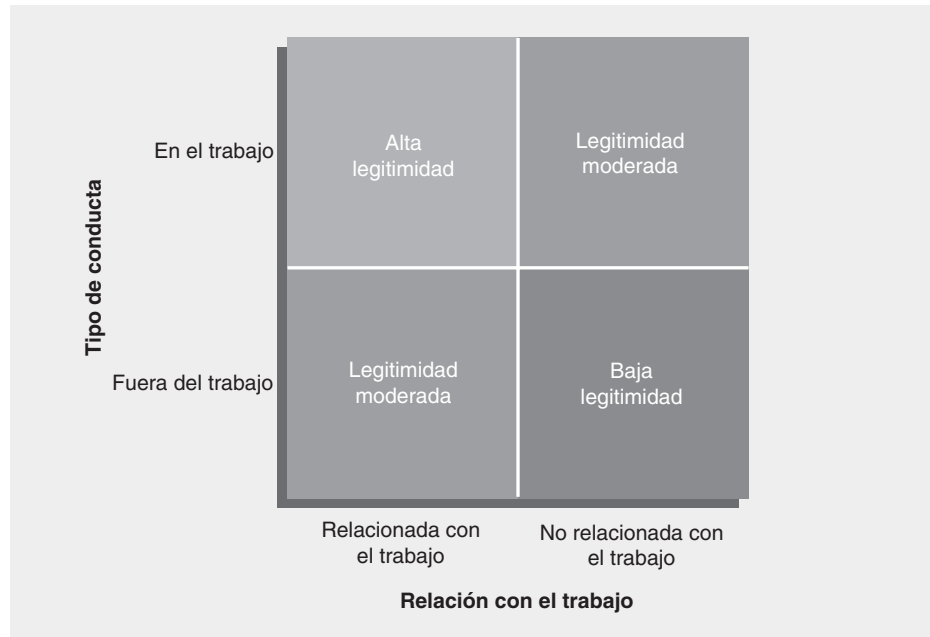 Tipo de conducta
En el trabajo
Alta
legitimidad
Legitimidad
moderada
Fuera del trabajo
Legitimidad
moderada
Baja
legitimidad
Relacionada con
el trabajo
No relacionada con
el trabajo
Relación con el trabajo